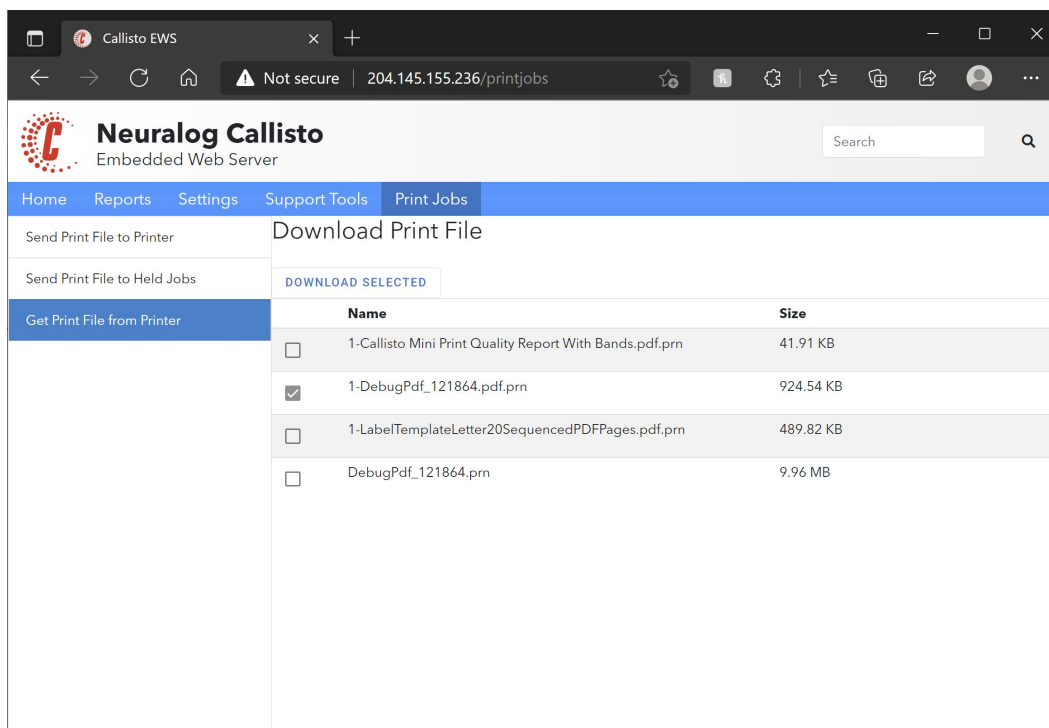 Callisto EWS
Not secure | 204.145.155.236/printjobs
C
Neuralog Callisto
Embedded Web Server
Search
Home Reports Settings Support Tools Print Jobs
Send Print File to Printer
Send Print File to Held Jobs
Get Print File from Printer
Download Print File
DOWNLOAD SELECTED
Name Size
1-Callisto Mini Print Quality Report With Bands.pdf.prn 41.91 KB
1-DebugPdf_121864.pdf.prn 924.54 KB
1-LabelTemplateLetter20SequencedPDFPages.pdf.prn 489.82 KB
DebugPdf_121864.prn 9.96 MB